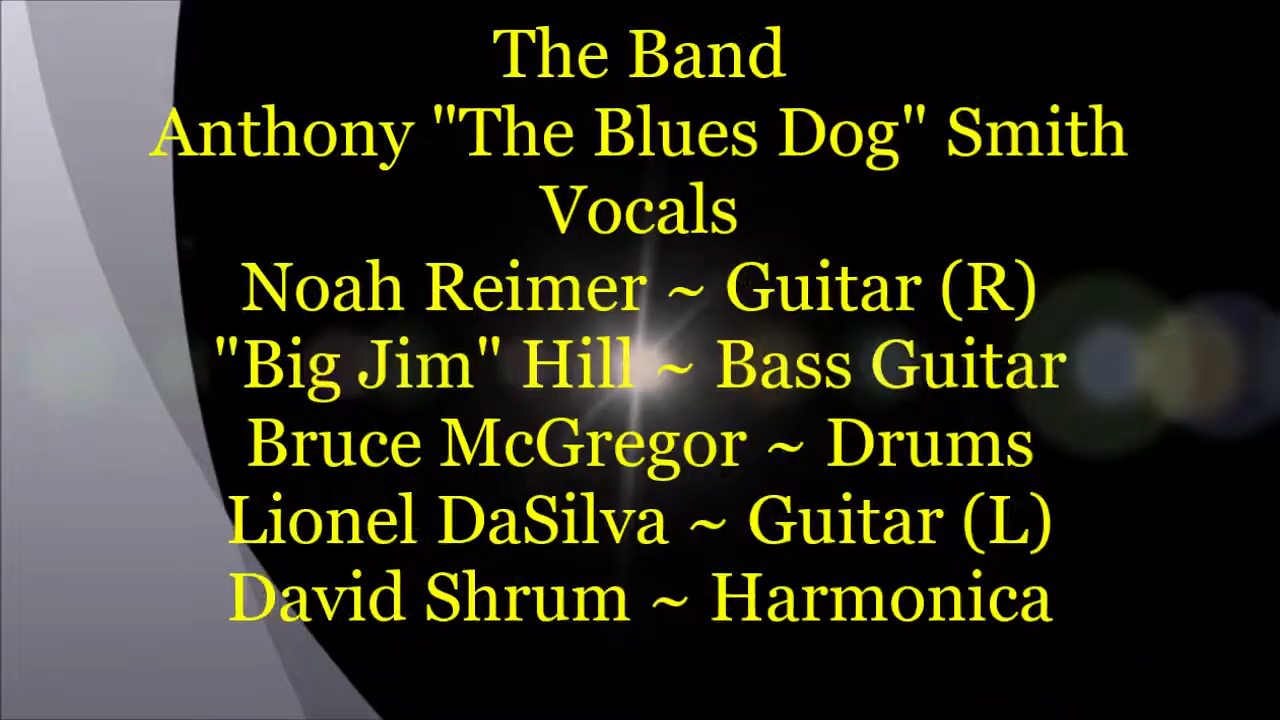 The Band
Anthony "The Blues Dog" Smith
Vocals
Noah Reimer ~ Guitar (R)
"Big Jim" Hill ~ Bass Guitar
Bruce McGregor ~ Drums
Lionel DaSilva ~ Guitar (L)
David Shrum ~ Harmonica